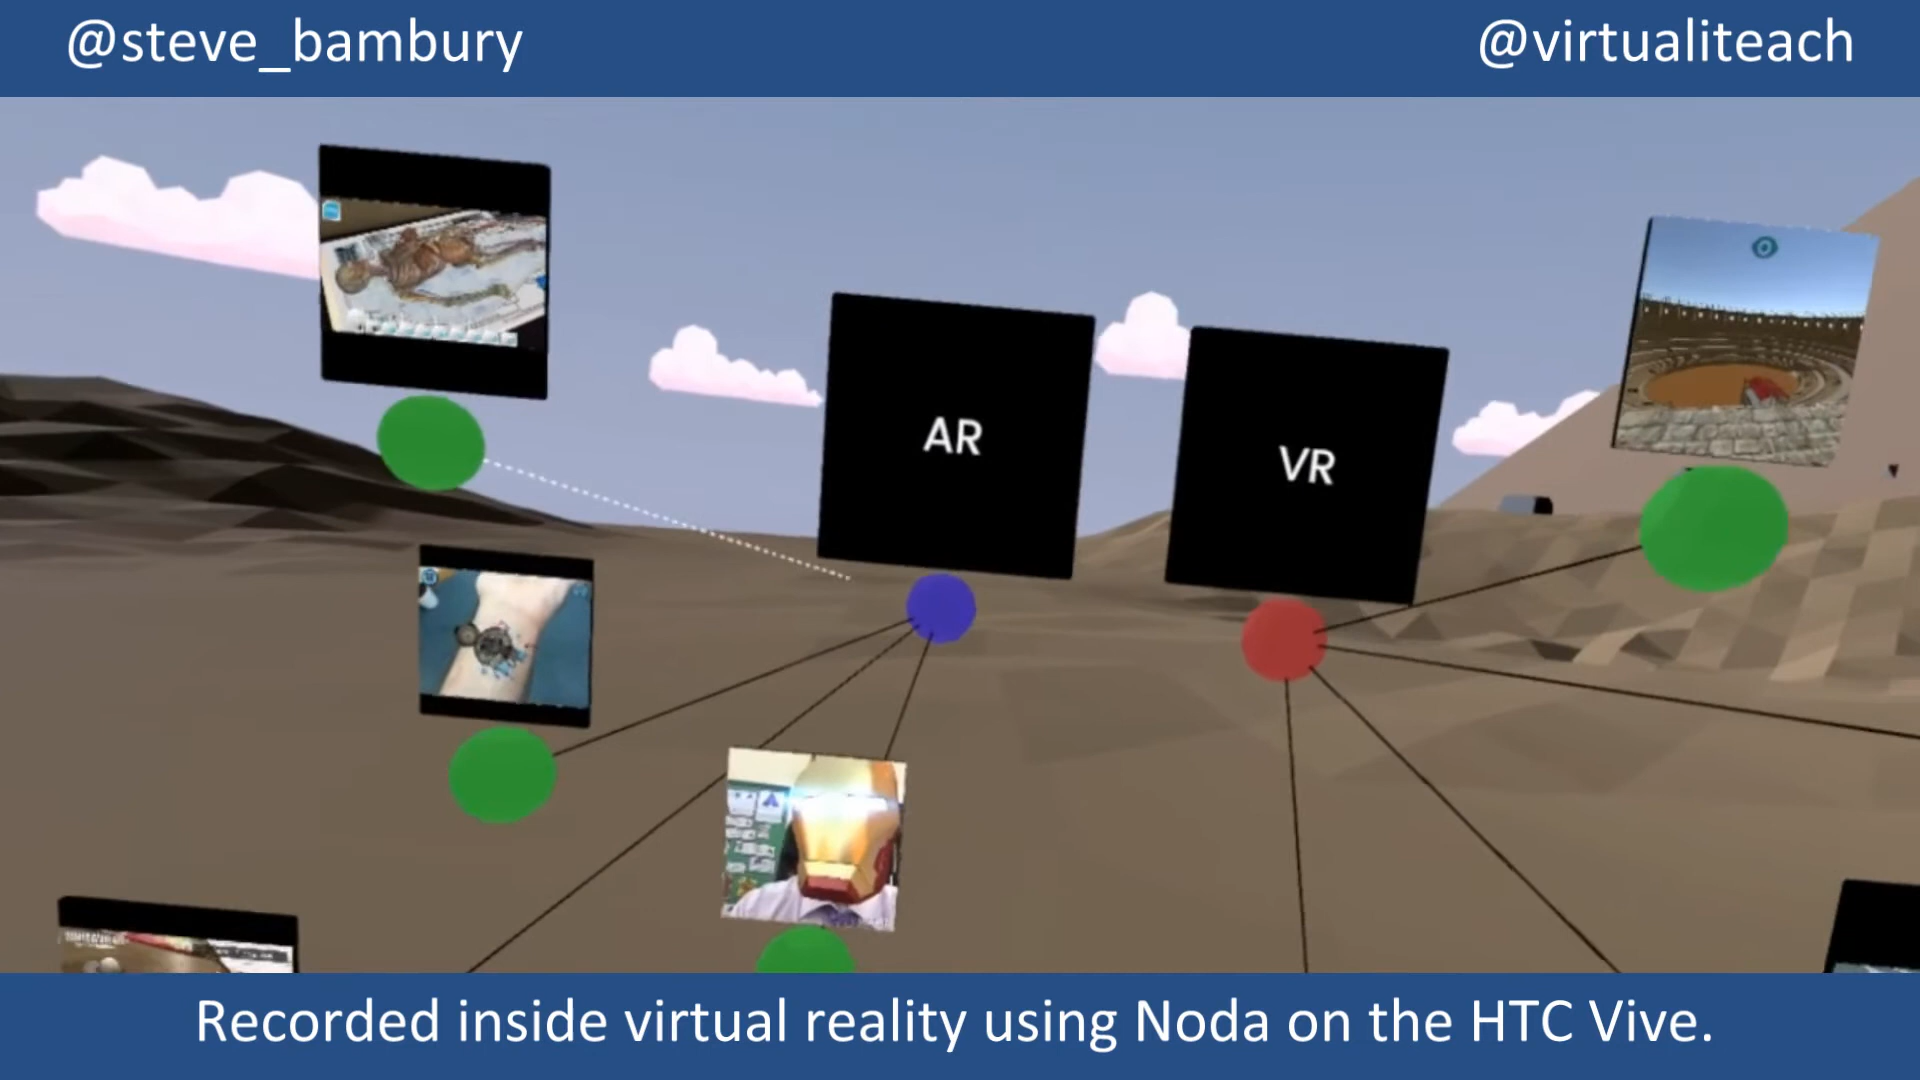 @steve_bambury
@virtualiteach
AR
VR
Recorded inside virtual reality using Noda on the HTC Vive.